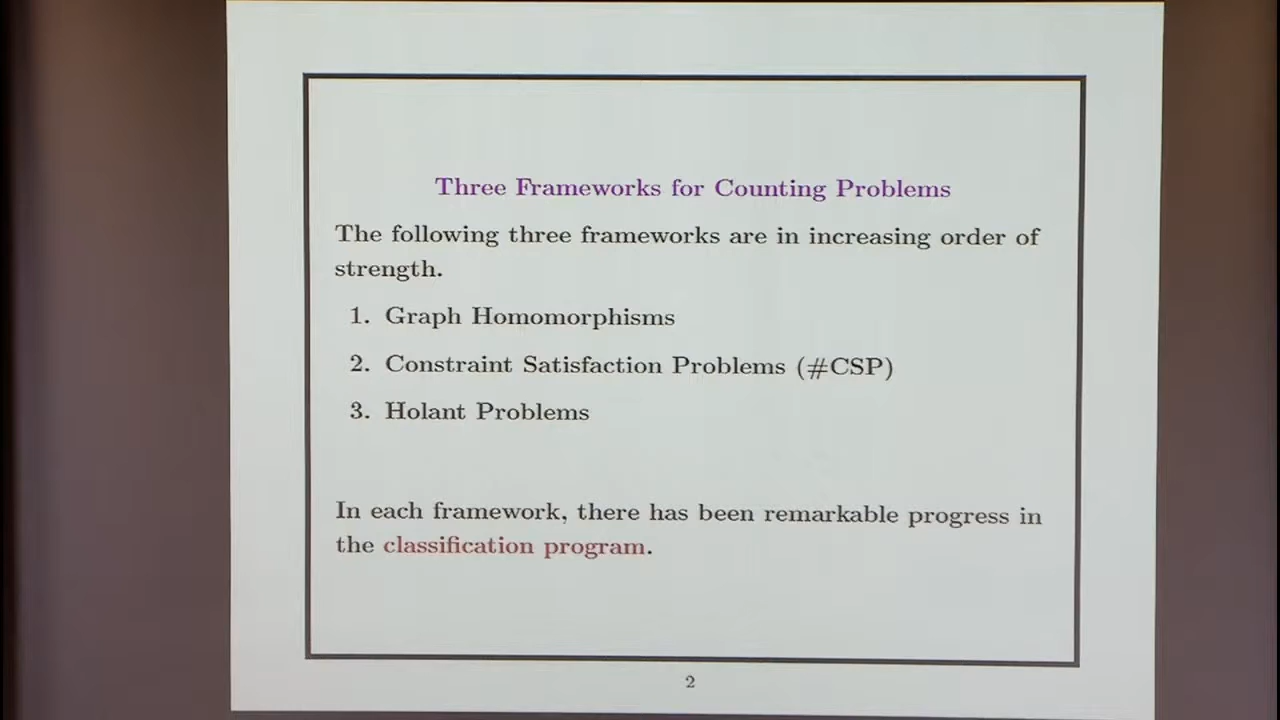 Three Frameworks for Counting Problems
The following three frameworks are in increasing order of
strength.
1. Graph Homomorphisms
2. Constraint Satisfaction Problems (#CSP)
3. Holant Problems
In each framework, there has been remarkable progress in
the classification program.
2